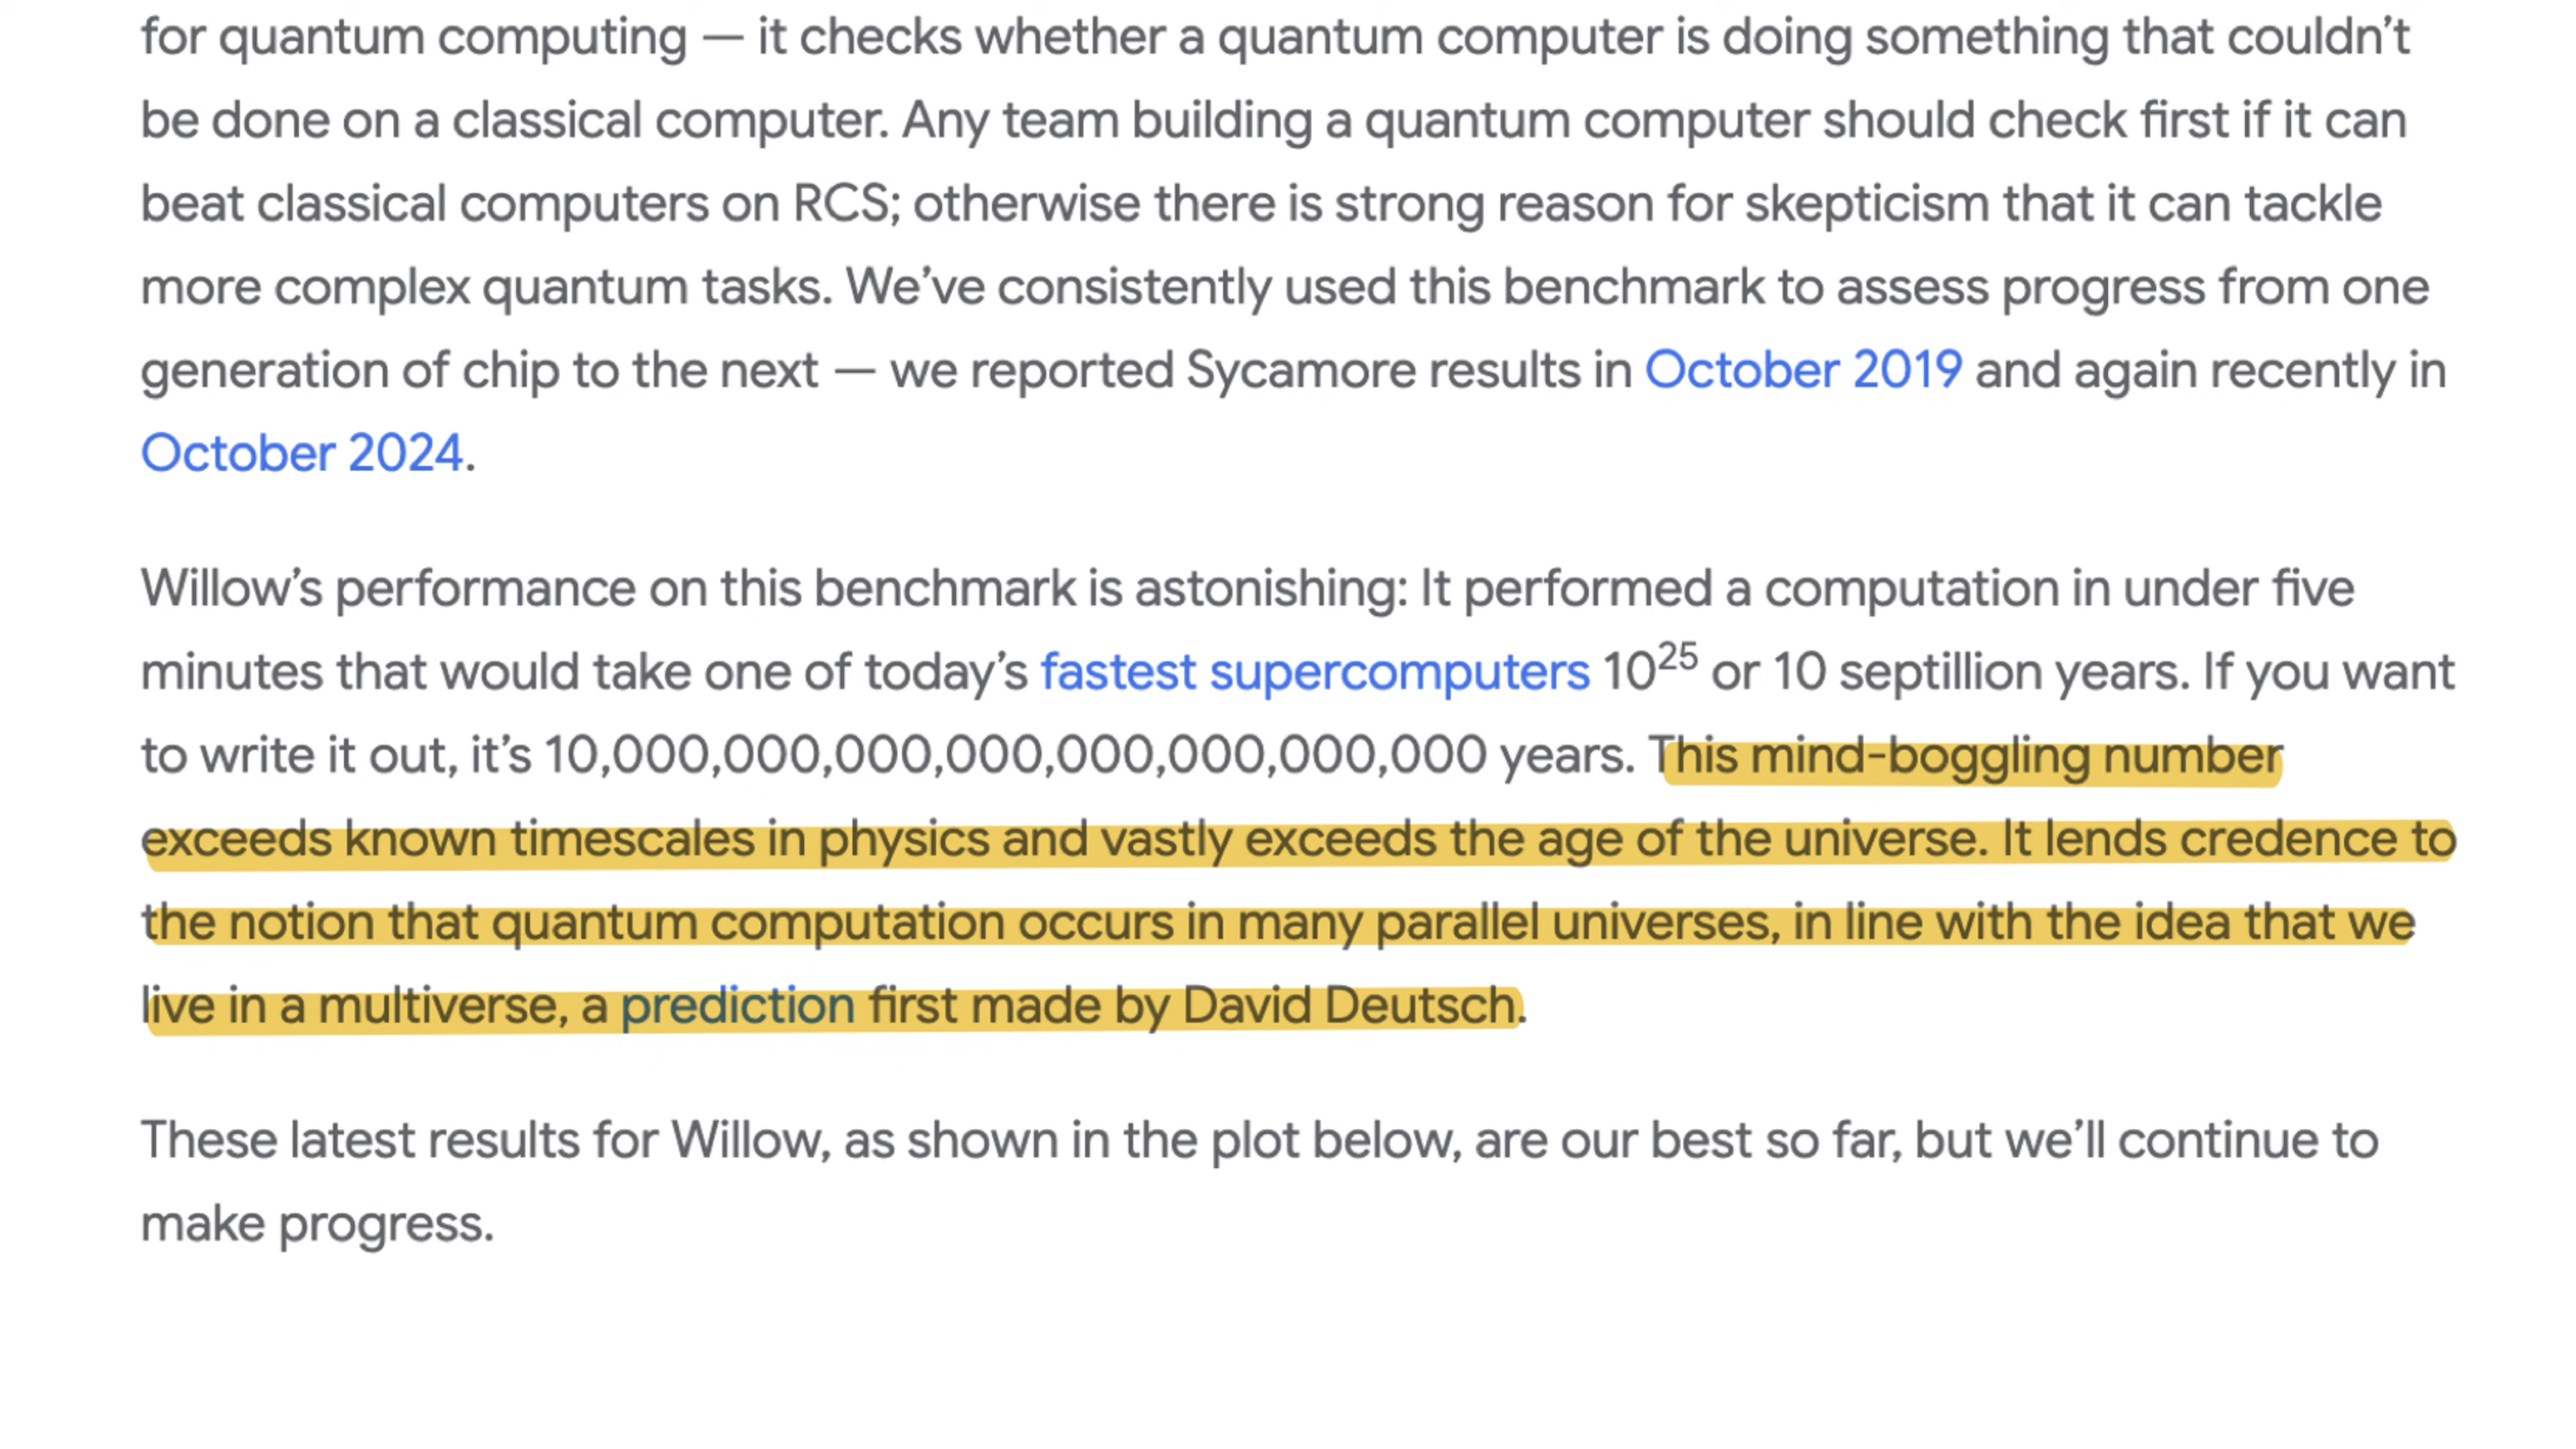 for quantum computing — it checks whether a quantum computer is doing something that couldn’t
be done on a classical computer. Any team building a quantum computer should check first if it can
beat classical computers on RCS; otherwise there is strong reason for skepticism that it can tackle
more complex quantum tasks. We’ve consistently used this benchmark to assess progress from one
generation of chip to the next — we reported Sycamore results in October 2019 and again recently in
October 2024.
Willow’s performance on this benchmark is astonishing: It performed a computation in under five
minutes that would take one of today’s fastest supercomputers 10²⁵ or 10 septillion years. If you want
to write it out, it’s 10,000,000,000,000,000,000,000,000 years. This mind-boggling number
exceeds known timescales in physics and vastly exceeds the age of the universe. It lends credence to
the notion that quantum computation occurs in many parallel universes, in line with the idea that we
live in a multiverse, a prediction first made by David Deutsch.
These latest results for Willow, as shown in the plot below, are our best so far, but we’ll continue to
make progress.